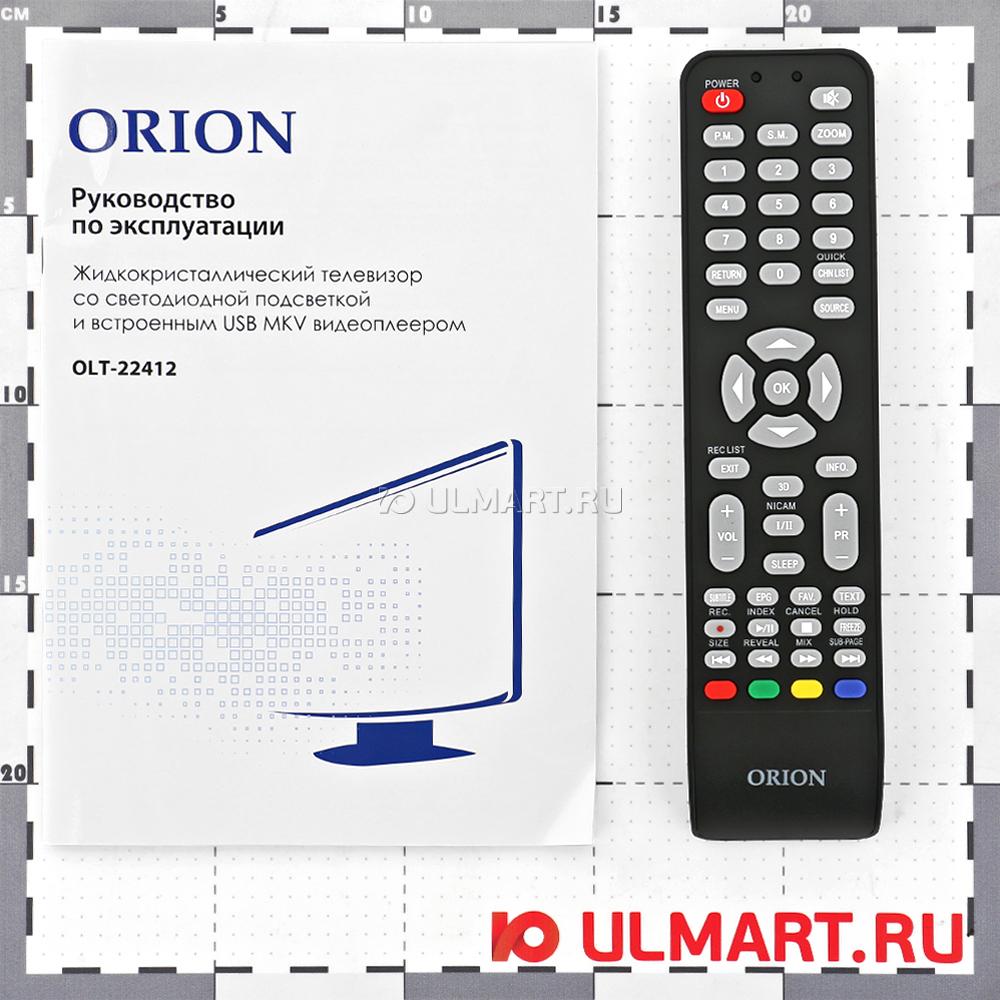 СМ
5
10
15
20
5
10
15
20
ORION
Руководство
по эксплуатации
Жидкокристаллический телевизор
со светодиодной подсветкой
и встроенным USB MKV видеоплеером
OLT-22412
ULMART.RU
POWER
P.M. S.M. ZOOM
1 2 3
4 5 6
7 8 9
QUICK
RETURN 0 CHN LIST
MENU SOURCE
OK
REC LIST
EXIT INFO.
3D
NICAM
+ I/II +
VOL PR
- -
SLEEP
SUBTITLE EPG FAV. TEXT
REC. INDEX CANCEL HOLD
FREEZE
SIZE REVEAL MIX SUB-PAGE
ORION
ULMART.RU